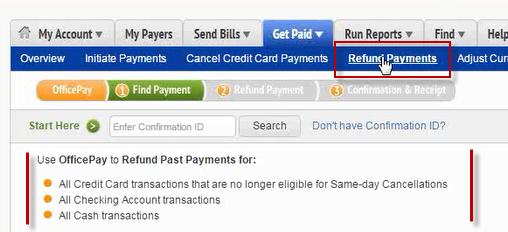 My Account My Payers Send Bills Get Paid Run Reports Find Help
Overview Initiate Payments Cancel Credit Card Payments Refund Payments Adjust Cur
OfficePay 1 Find Payment 2 Refund Payment 3 Confirmation & Receipt
Start Here Enter Confirmation ID Search Don't have Confirmation ID?
Use OfficePay to Refund Past Payments for:
All Credit Card transactions that are no longer eligible for Same-day Cancellations
All Checking Account transactions
All Cash transactions